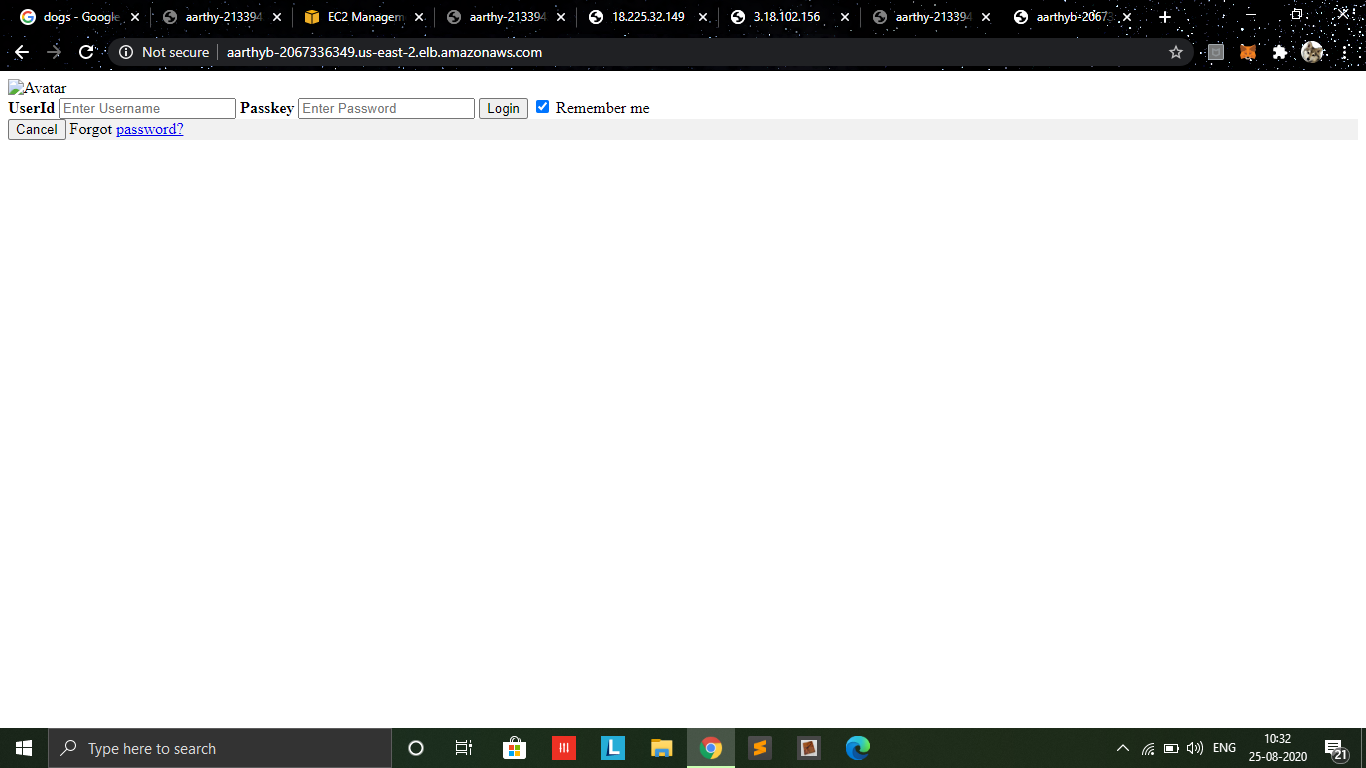 dogs - Google
aarthy-213394
EC2 Managem
aarthy-213394
18.225.32.149
3.18.102.156
aarthy-213394
aarthyb-20673
Not secure
aarthyb-2067336349.us-east-2.elb.amazonaws.com
Avatar
UserId Enter Username Passkey Enter Password Login Remember me
Cancel Forgot password?
Type here to search
L
ENG
10:32
25-08-2020
21